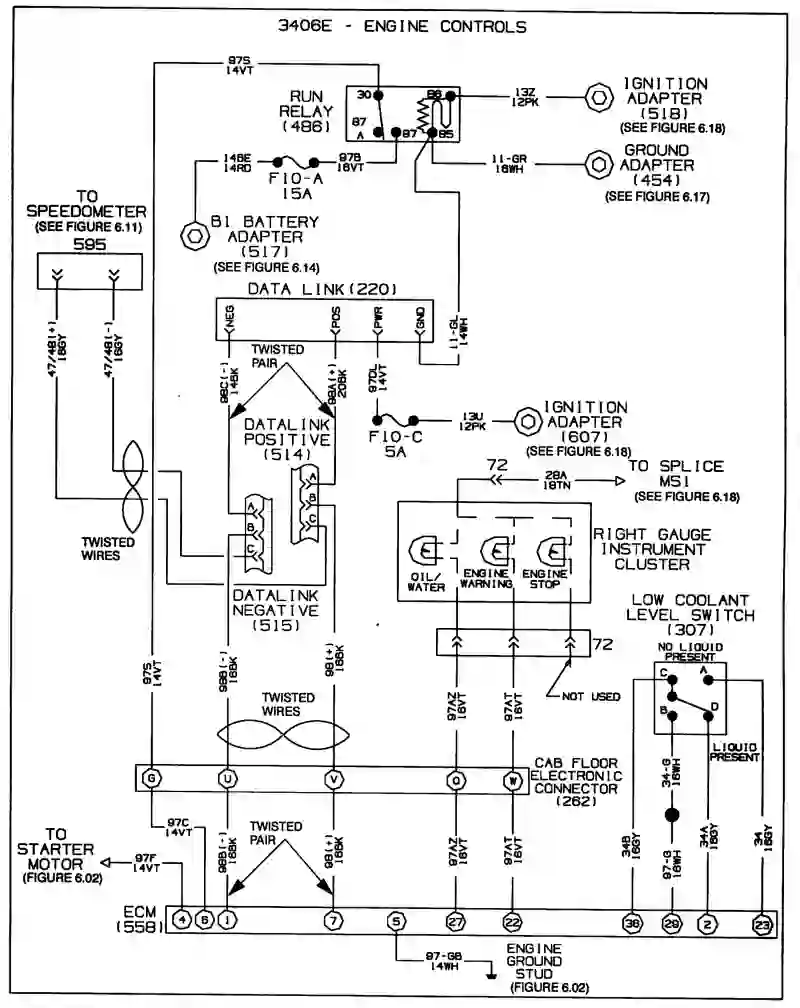 3406E - ENGINE CONTROLS
97S
14VT
RUN
RELAY
(486)
30
86
87
A
87
85
13Z
12PK
IGNITION
ADAPTER
(518)
(SEE FIGURE 6.18)
11-GR
16WH
GROUND
ADAPTER
(454)
(SEE FIGURE 6.17)
14BE
14RD
F10-A
15A
97B
16VT
B1 BATTERY
ADAPTER
(517)
(SEE FIGURE 6.14)
TO
SPEEDOMETER
(SEE FIGURE 6.11)
595
47/48(+)
16GY
47/48(-)
16GY
DATA LINK(220)
NEG
POS
PWR
GND
11-GL
14WH
TWISTED
PAIR
98C(-)
14BK
98A(+)
20BK
97DL
14VT
F10-C
5A
13U
12PK
IGNITION
ADAPTER
(607)
(SEE FIGURE 6.18)
DATALINK
POSITIVE
(514)
A
B
C
A
B
C
TWISTED
WIRES
DATALINK
NEGATIVE
(515)
72
28A
18TN
TO SPLICE
M51
(SEE FIGURE 6.18)
RIGHT GAUGE
INSTRUMENT
CLUSTER
OIL/
WATER
ENGINE
WARNING
ENGINE
STOP
72
NOT USED
LOW COOLANT
LEVEL SWITCH
(307)
NO LIQUID
PRESENT
C
A
B
D
LIQUID
PRESENT
97S
14VT
98B(-)
16BK
98(+)
16BK
TWISTED
WIRES
97AZ
16VT
97AT
16VT
34-G
16WH
G
U
V
Q
W
CAB FLOOR
ELECTRONIC
CONNECTOR
(262)
97C
14VT
TO
STARTER
MOTOR
(FIGURE 6.02)
97F
14VT
98B(-)
16BK
TWISTED
PAIR
98(+)
16BK
97AZ
16VT
97AT
16VT
34B
16GY
97-G
16WH
34A
16GY
34
16GY
ECM
(558)
4
6
1
7
5
27
22
36
29
2
23
97-GB
14WH
ENGINE
GROUND
STUD
(FIGURE 6.02)